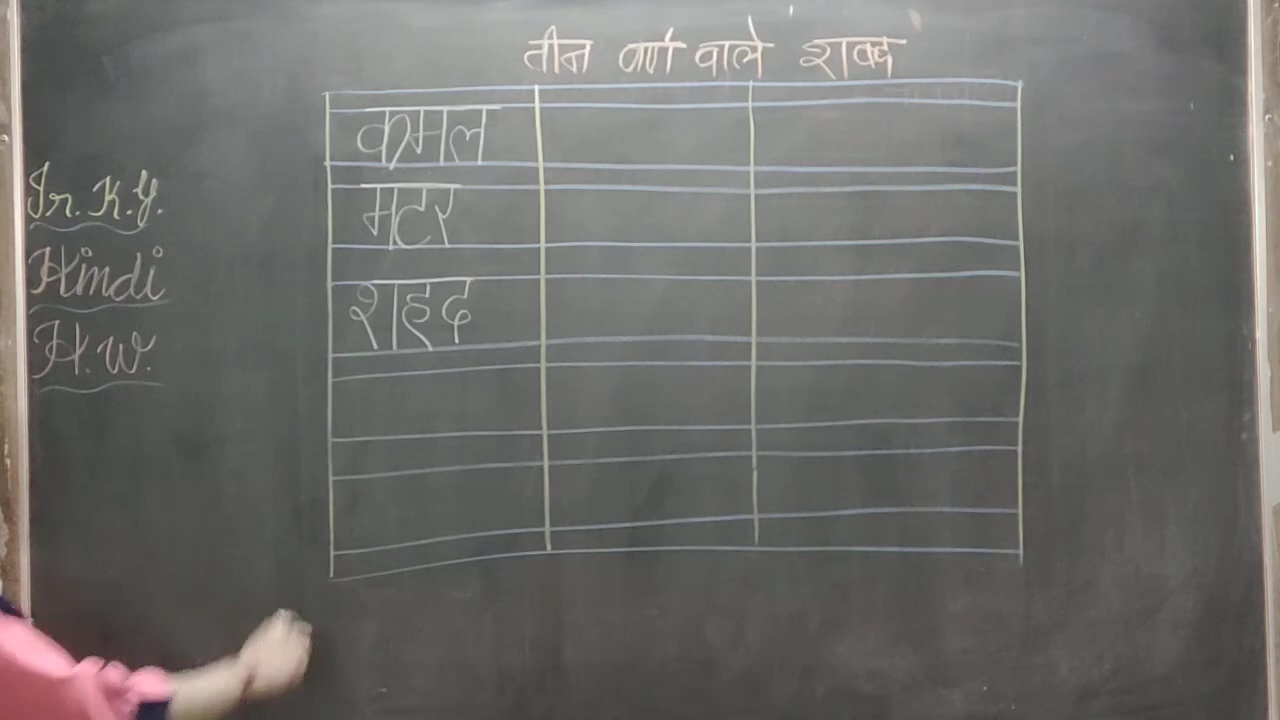 तीन वर्ण वाले शब्द
कमल
मटर
शहद
Jr. K.G.
Hindi
H.W.